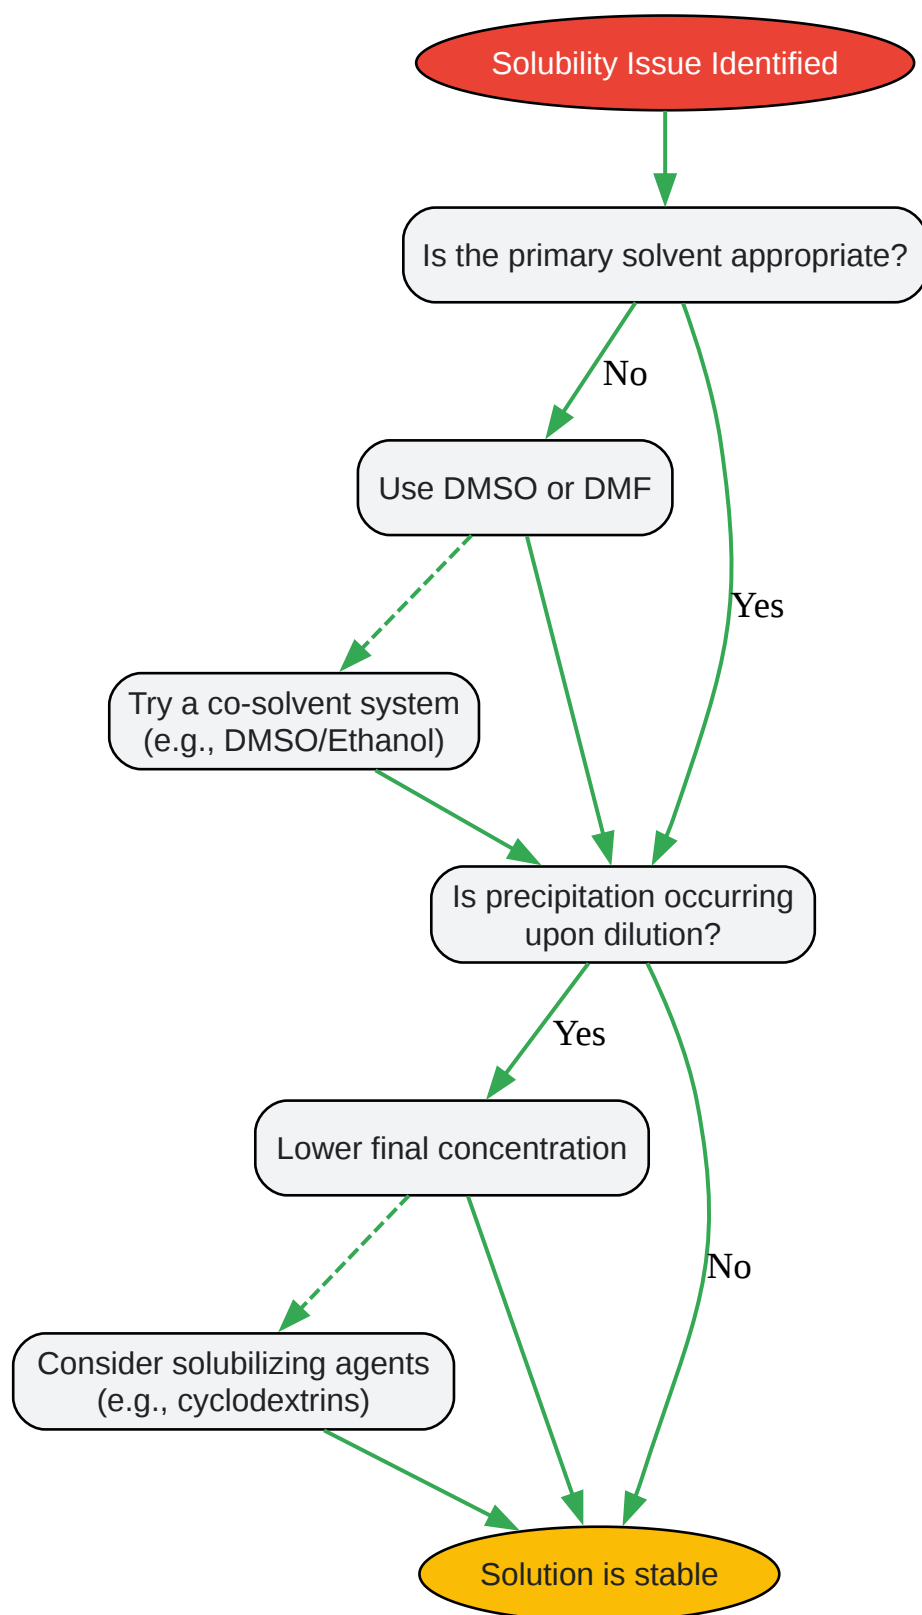 Solubility Issue Identified
Is the primary solvent appropriate?
No
Use DMSO or DMF
Yes
Try a co-solvent system
(e.g., DMSO/Ethanol)
Is precipitation occurring
upon dilution?
Yes
Lower final concentration
No
Consider solubilizing agents
(e.g., cyclodextrins)
Solution is stable